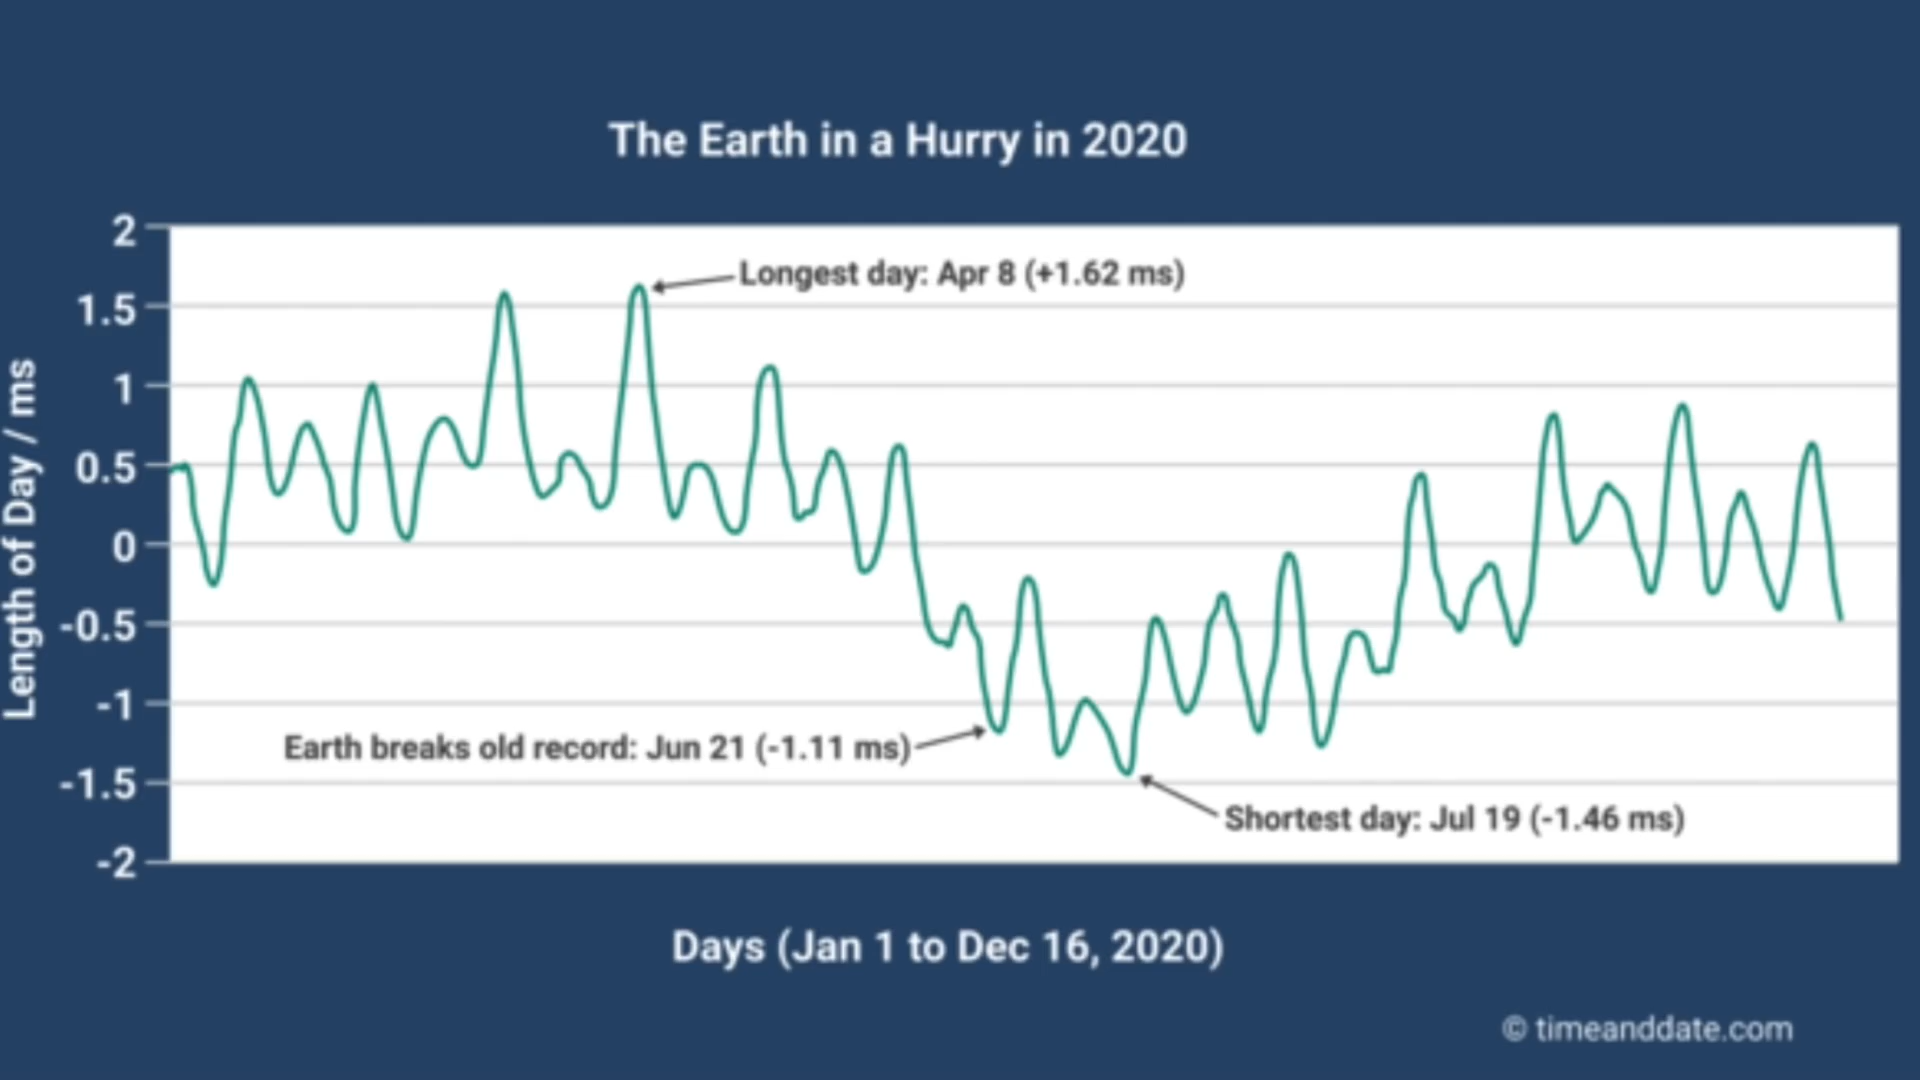 The Earth in a Hurry in 2020
Length of Day / ms
2
1.5
1
0.5
0
-0.5
-1
-1.5
-2
Longest day: Apr 8 (+1.62 ms)
Earth breaks old record: Jun 21 (-1.11 ms)
Shortest day: Jul 19 (-1.46 ms)
Days (Jan 1 to Dec 16, 2020)
© timeanddate.com